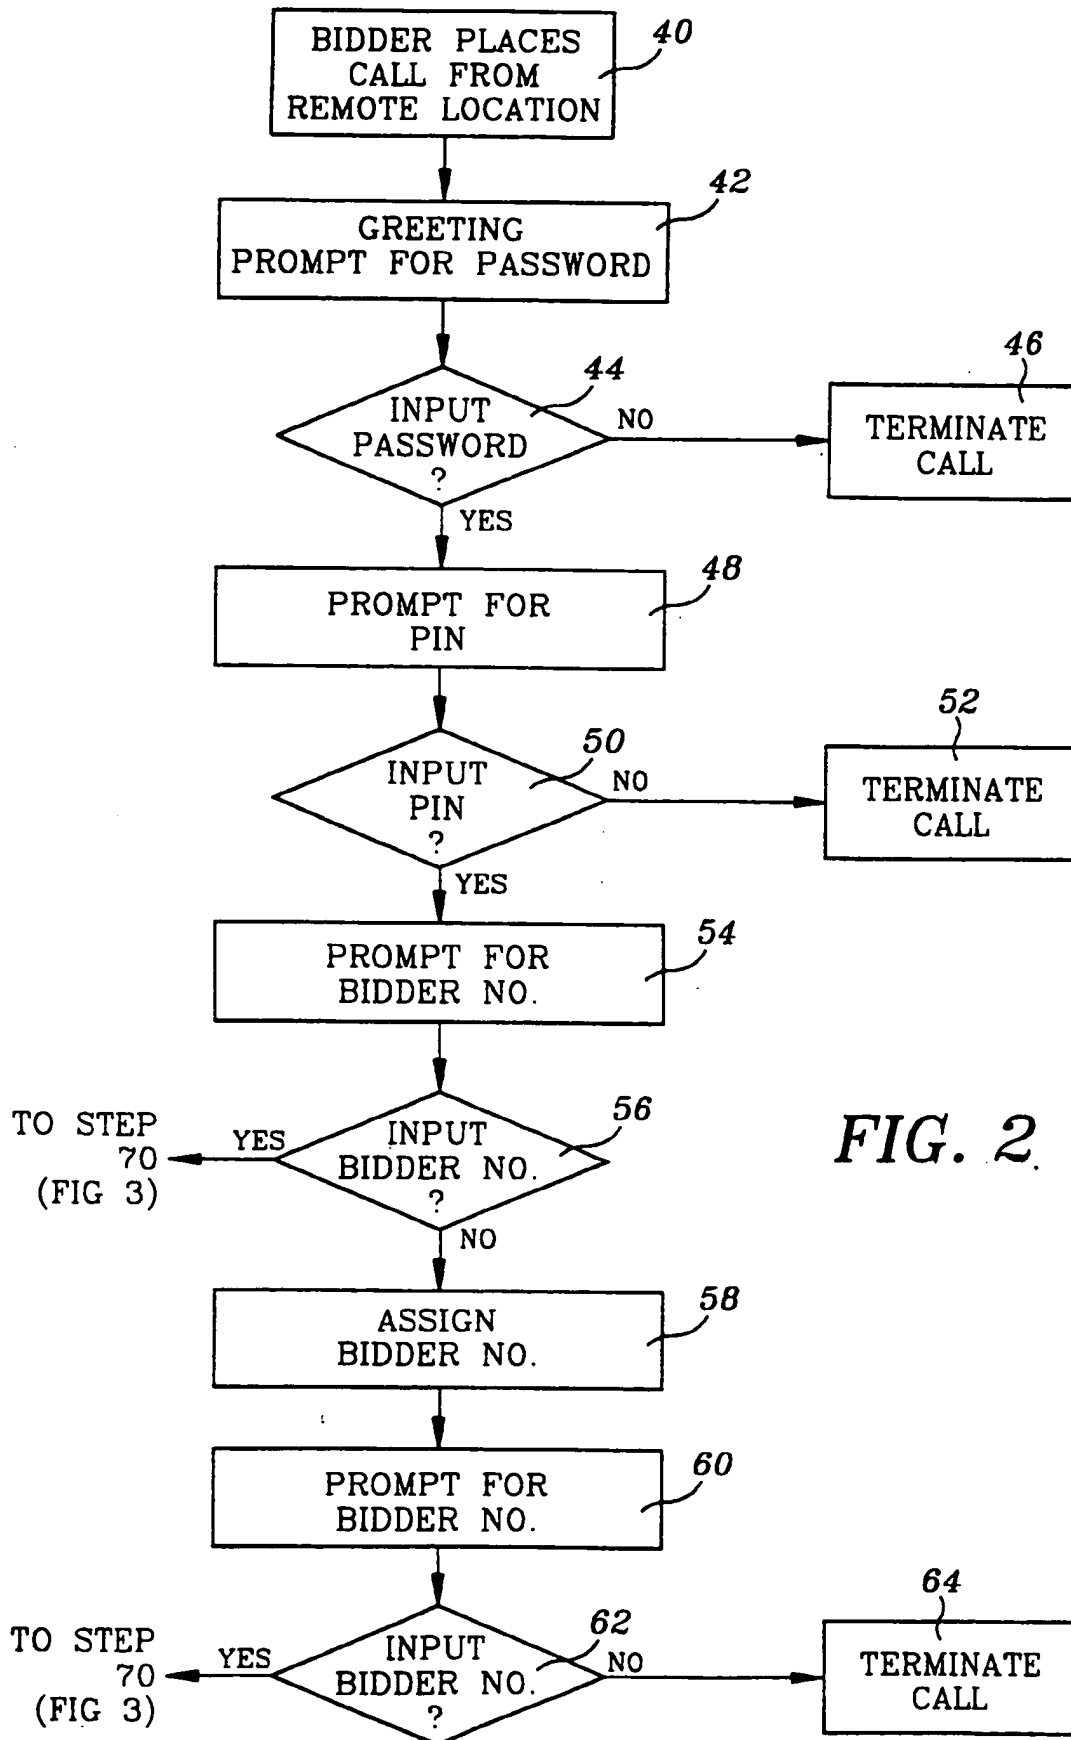 BIDDER PLACES
CALL FROM
REMOTE LOCATION
40
GREETING
PROMPT FOR PASSWORD
42
INPUT
PASSWORD
?
44
NO
TERMINATE
CALL
46
YES
PROMPT FOR
PIN
48
INPUT
PIN
?
50
NO
TERMINATE
CALL
52
YES
PROMPT FOR
BIDDER NO.
54
INPUT
BIDDER NO.
?
56
YES
TO STEP
70
(FIG 3)
NO
FIG. 2
ASSIGN
BIDDER NO.
58
PROMPT FOR
BIDDER NO.
60
INPUT
BIDDER NO.
?
62
YES
TO STEP
70
(FIG 3)
NO
TERMINATE
CALL
64